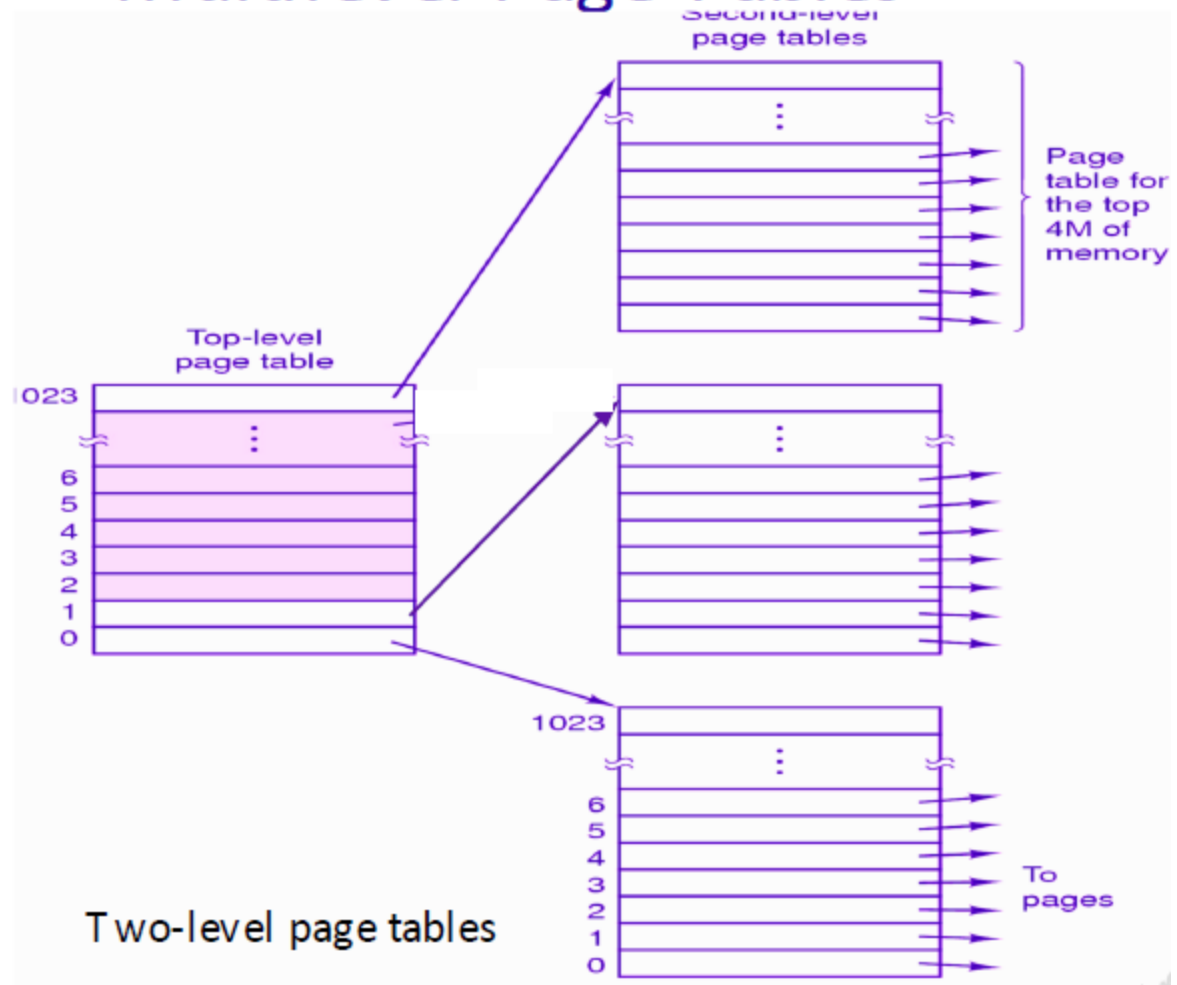 Second-level
page tables
Page
table for
the top
4M of
memory
Top-level
page table
023
6
5
4
3
2
1
0
1023
6
5
4
3
2
1
0
To
pages
Two-level page tables